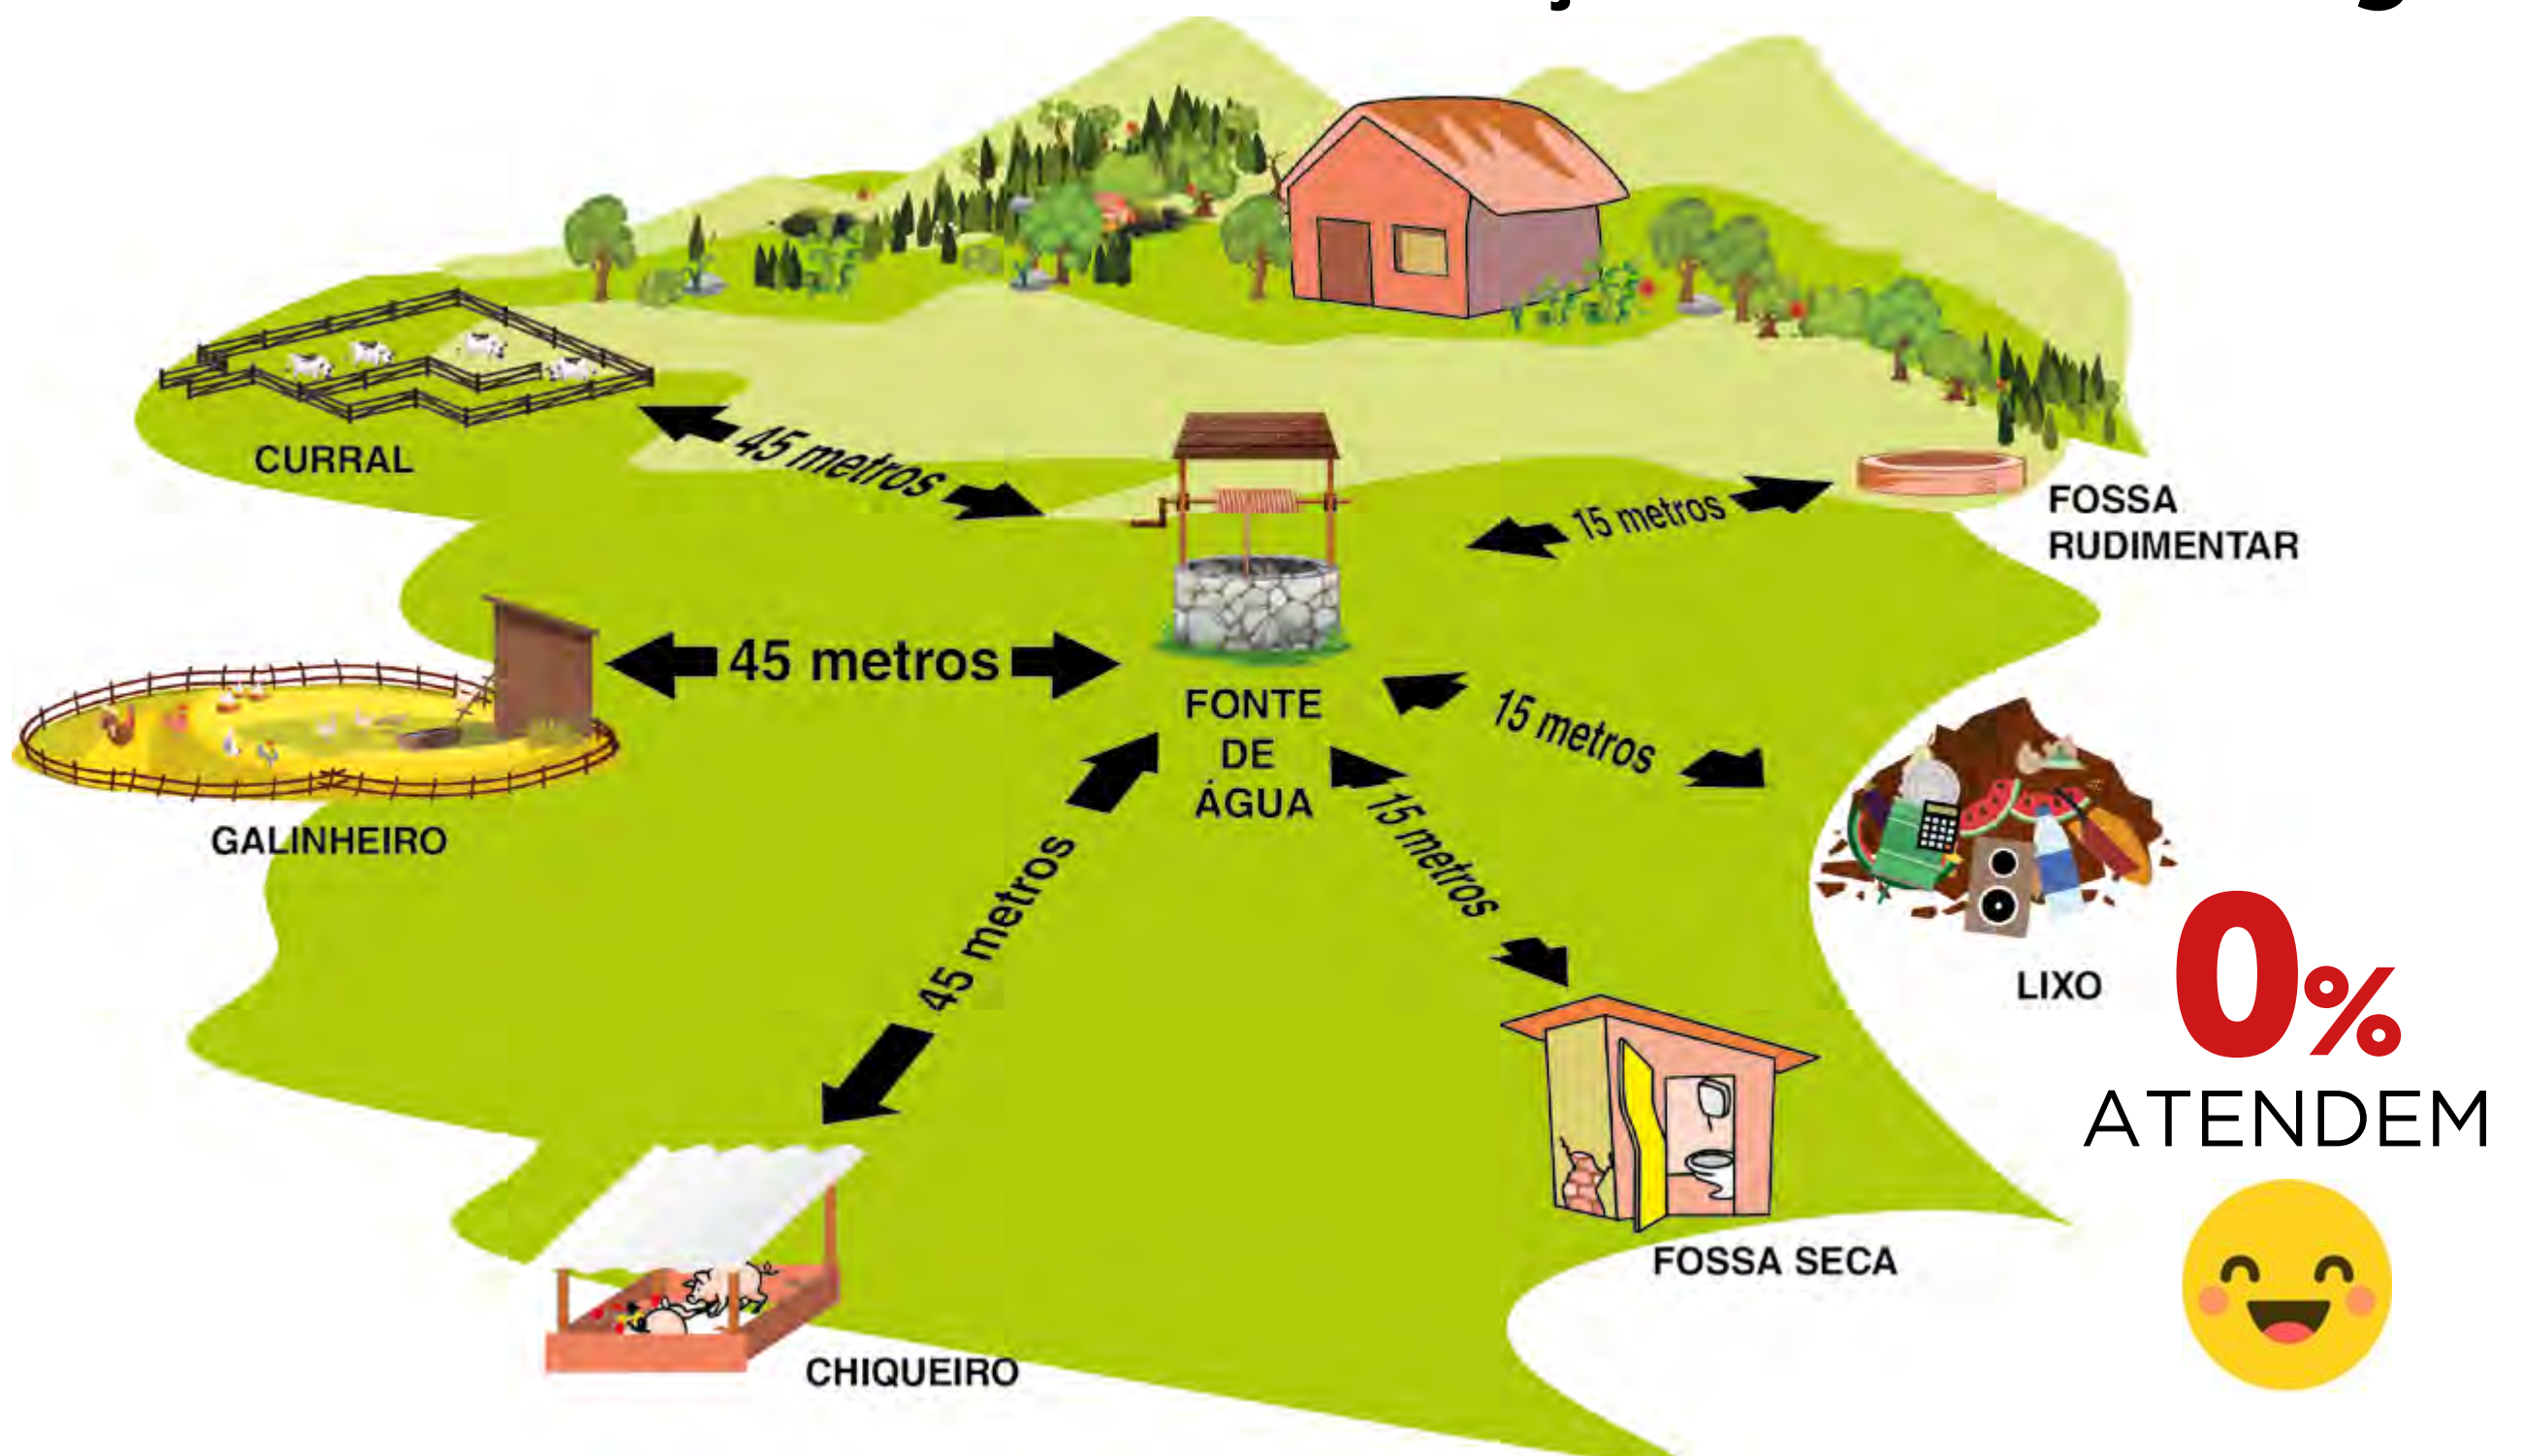 CURRAL
45 metros
15 metros
FOSSA
RUDIMENTAR
45 metros
FONTE
DE
ÁGUA
15 metros
GALINHEIRO
45 metros
15 metros
LIXO
0%
ATENDEM
FOSSA SECA
CHIQUEIRO